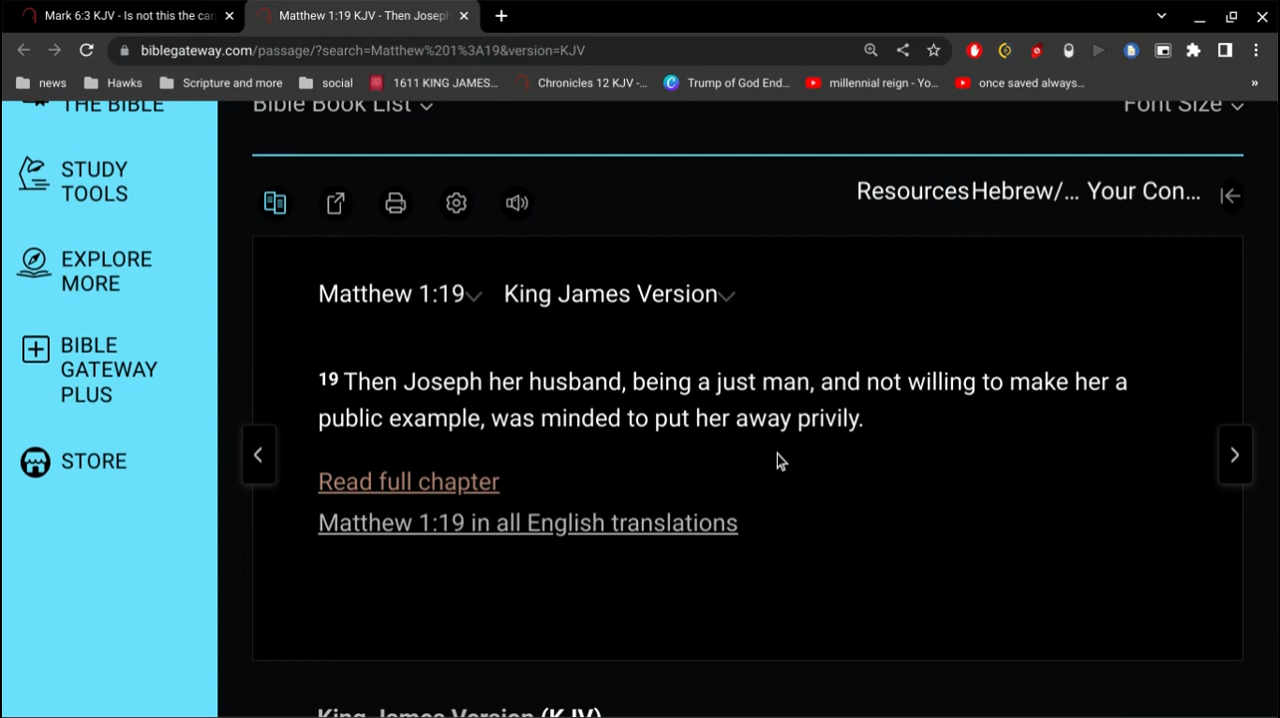 Mark 6:3 KJV - Is not this the car
Matthew 1:19 KJV - Then Joseph
biblegateway.com/passage/?search=Matthew%201%3A19&version=KJV
news
Hawks
Scripture and more
social
1611 KING JAMES...
Chronicles 12 KJV -...
Trump of God End...
millennial reign - Yo...
once saved always...
»
THE BIBLE
Bible Book List
Font Size
STUDY
TOOLS
Resources Hebrew/... Your Con...
EXPLORE
MORE
Matthew 1:19 King James Version
BIBLE
GATEWAY
PLUS
19 Then Joseph her husband, being a just man, and not willing to make her a
public example, was minded to put her away privily.
STORE
Read full chapter
Matthew 1:19 in all English translations
King James Version (KJV)